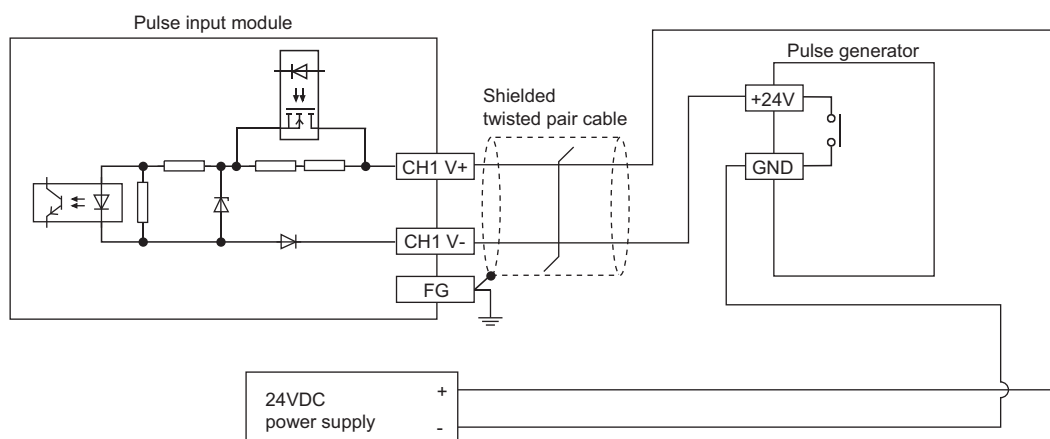 Pulse input module
Pulse generator
Shielded
twisted pair cable
+24V
GND
CH1 V+
CH1 V-
FG
24VDC
power supply
+
-